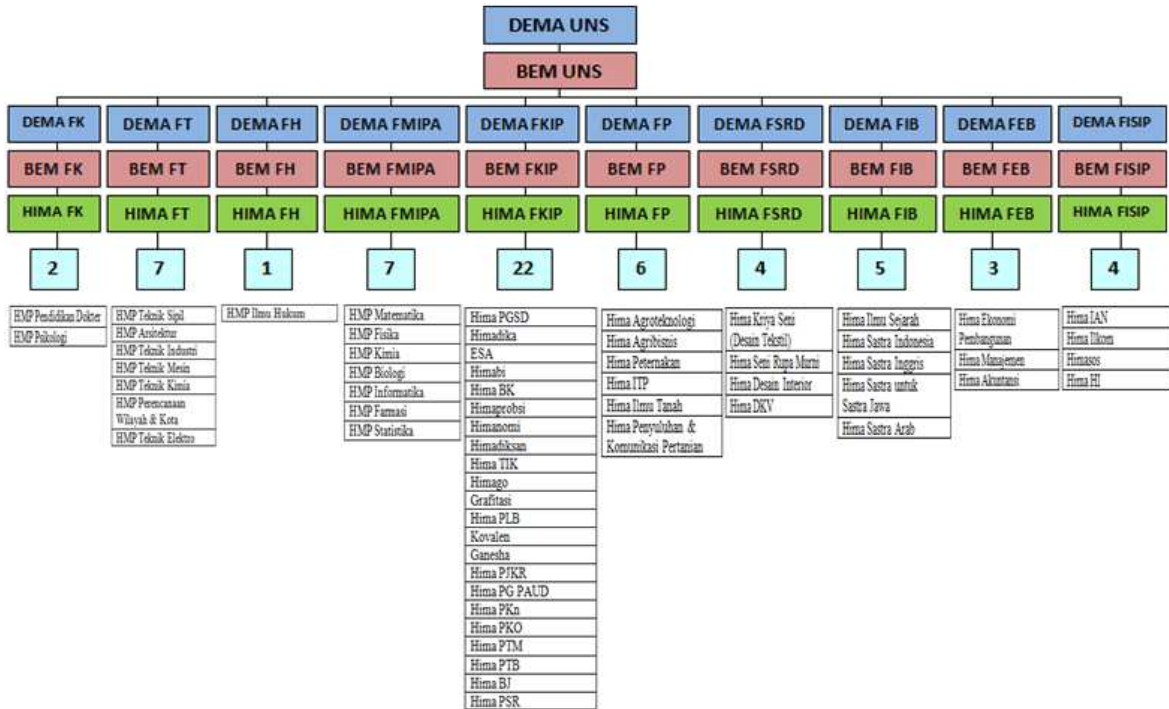 DEMA UNS
BEM UNS
DEMA FK
DEMA FT
DEMA FH
DEMA FMIPA
DEMA FKIP
DEMA FP
DEMA FSRD
DEMA FIB
DEMA FEB
DEMA FISIP
BEM FK
BEM FT
BEM FH
BEM FMIPA
BEM FKIP
BEM FP
BEM FSRD
BEM FIB
BEM FEB
BEM FISIP
HIMA FK
HIMA FT
HIMA FH
HIMA FMIPA
HIMA FKIP
HIMA FP
HIMA FSRD
HIMA FIB
HIMA FEB
HIMA FISIP
2
7
1
7
22
6
4
5
3
4
HMP Pendidikan Dokter
HMP Psikologi
HMP Teknik Sipil
HMP Arsitektur
HMP Teknik Industri
HMP Teknik Mesin
HMP Teknik Kimia
HMP Perencanaan
Wilayah & Kota
HMP Teknik Elektro
HMP Ilmu Hukum
HMP Matematika
HMP Fisika
HMP Kimia
HMP Biologi
HMP Informatika
HMP Farmasi
HMP Statistika
Hima PGSD
Himadika
ESA
Himabi
Hima BK
Himaprobsi
Himanomi
Himadiksan
Hima TIK
Himago
Grafitasi
Hima PLB
Kovalen
Ganesha
Hima PJKR
Hima PG PAUD
Hima PKn
Hima PKO
Hima PTM
Hima PTB
Hima BJ
Hima PSR
Hima Agroteknologi
Hima Agribisnis
Hima Peternakan
Hima ITP
Hima Ilmu Tanah
Hima Penyuluhan &
Komunikasi Pertanian
Hima Kriya Seni
(Desain Tekstil)
Hima Seni Rupa Murni
Hima Desain Interior
Hima DKV
Hima Ilmu Sejarah
Hima Sastra Indonesia
Hima Sastra Inggris
Hima Sastra untuk
Sastra Jawa
Hima Sastra Arab
Hima Ekonomi
Pembangunan
Hima Manajemen
Hima Akuntansi
Hima IAN
Hima Ilkom
Himasos
Hima HI